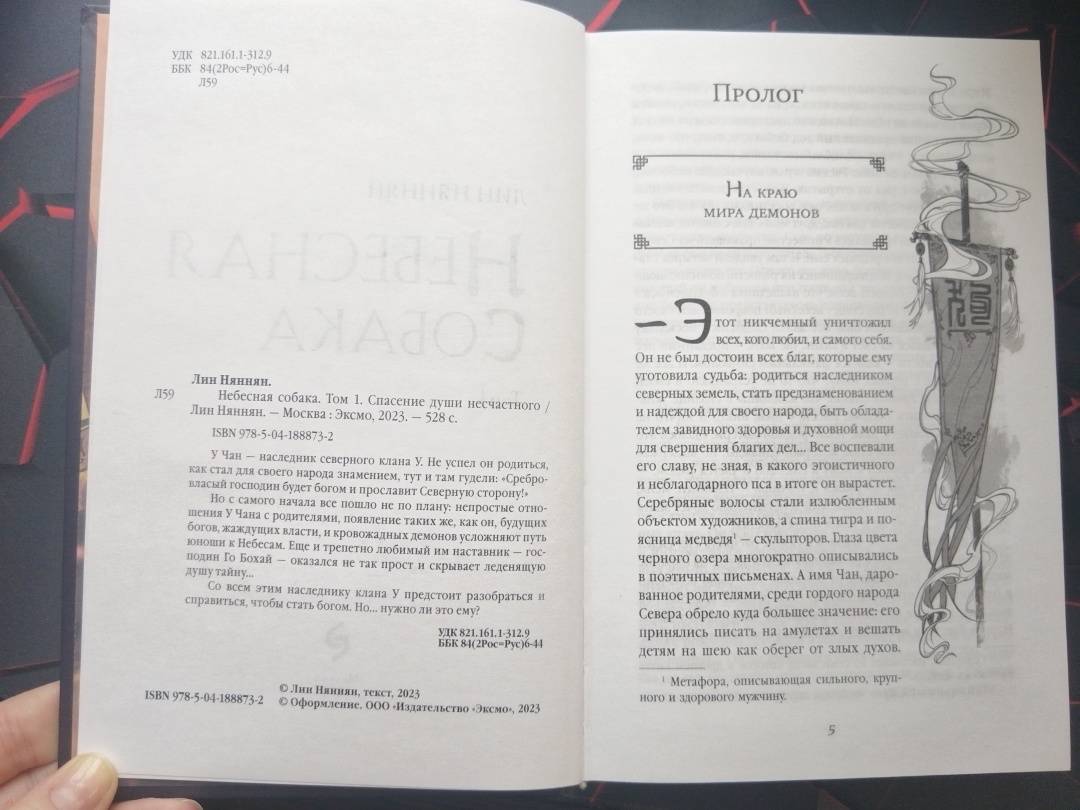 УДК 821.161.1-312.9
ББК 84(2Рос=Рус)6-44
Л59
ЛИН НЯННЯН
НЕБЕСНАЯ
СОБАКА
Лин Няннян.
Л59 Небесная собака. Том 1. Спасение души несчастного /
Лин Няннян. — Москва : Эксмо, 2023. — 528 с.
ISBN 978-5-04-188873-2
У Чан — наследник северного клана У. Не успел он родиться,
как стал для своего народа знамением, тут и там гудели: «Сребро-
власый господин будет богом и прославит Северную сторону!»
Но с самого начала все пошло не по плану: непростые отно-
шения У Чана с родителями, появление таких же, как он, будущих
богов, жаждущих власти, и кровожадных демонов усложняют путь
юноши к Небесам. Еще и трепетно любимый им наставник — гос-
подин Го Бохай — оказался не так прост и скрывает леденящую
душу тайну...
Со всем этим наследнику клана У предстоит разобраться и
справиться, чтобы стать богом. Но... нужно ли это ему?
УДК 821.161.1-312.9
ББК 84(2Рос=Рус)6-44
© Лин Няннян, текст, 2023
ISBN 978-5-04-188873-2 © Оформление. ООО «Издательство «Эксмо», 2023
Пролог
На краю
мира демонов
— Этот никчемный уничтожил
всех, кого любил, и самого себя.
Он не был достоин всех благ, которые ему
уготовила судьба: родиться наследником
северных земель, стать предзнаменованием
и надеждой для своего народа, быть облада-
телем завидного здоровья и духовной мощи
для свершения благих дел... Все воспевали
его славу, не зная, в какого эгоистичного
и неблагодарного пса в итоге он вырастет.
Серебряные волосы стали излюбленным
объектом художников, а спина тигра и по-
ясница медведя¹ — скульпторов. Глаза цвета
черного озера многократно описывались
в поэтичных письменах. А имя Чан, даро-
ванное родителями, среди гордого народа
Севера обрело куда большее значение: его
принялись писать на амулетах и вешать
детям на шею как оберег от злых духов.
¹ Метафора, описывающая сильного, круп-
ного и здорового мужчину.
5